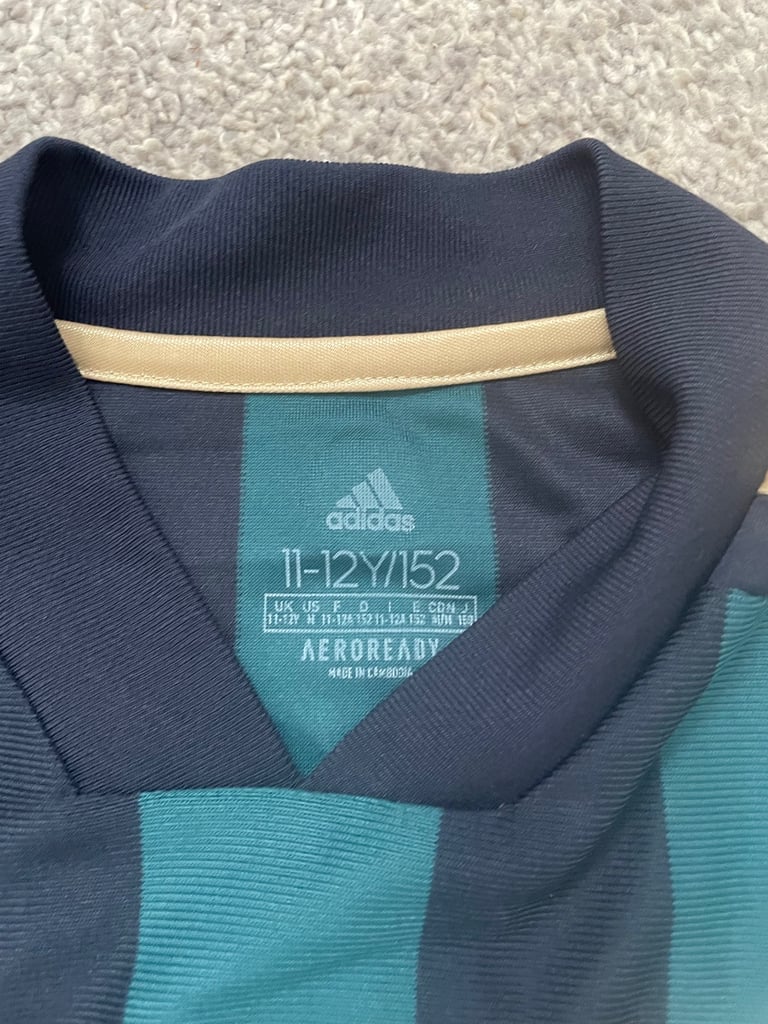 adidas
11-12Y/152
UK US F D I E CDN J
11-12Y M 11-12A 152 11-12A 152 M/M 150
AEROREADY
MADE IN CAMBODIA